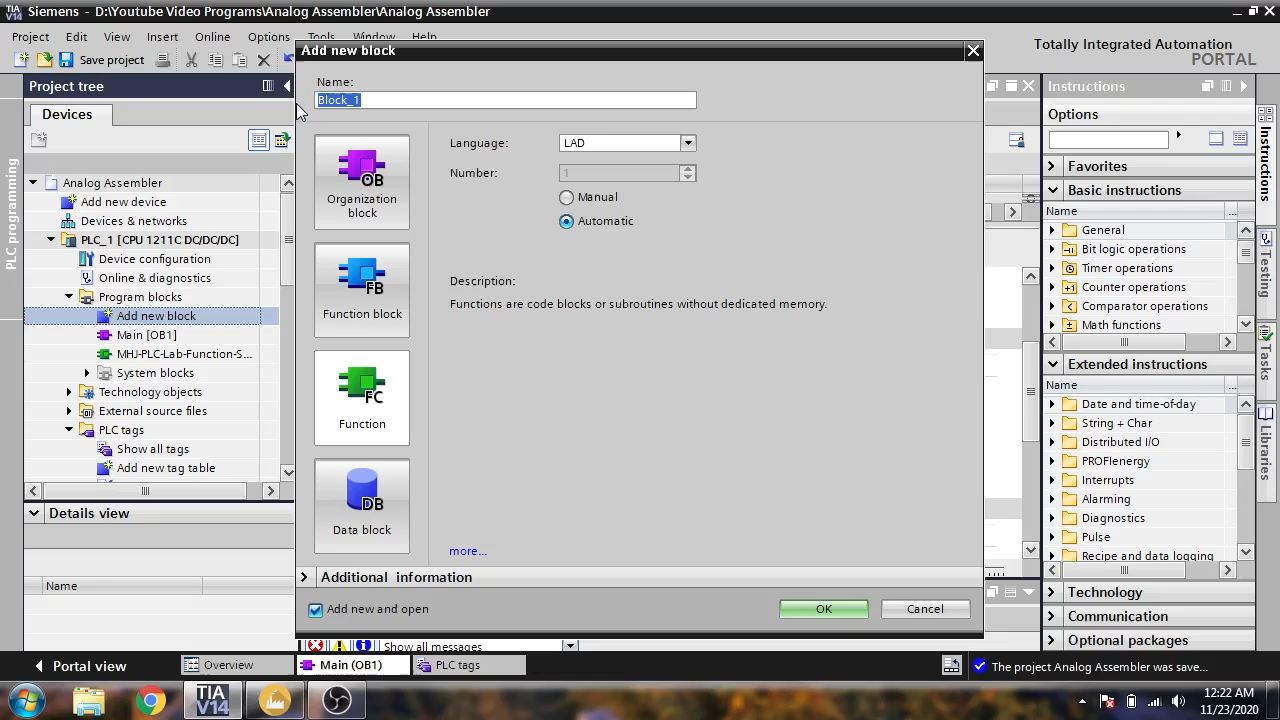 TIA V14 Siemens - D:\Youtube Video Programs\Analog Assembler\Analog Assembler
Project Edit View Insert Online Options Tools Window Help
Totally Integrated Automation
PORTAL
Save project
Project tree
Devices
PLC programming
Analog Assembler
Add new device
Devices & networks
PLC_1 [CPU 1211C DC/DC/DC]
Device configuration
Online & diagnostics
Program blocks
Add new block
Main [OB1]
MHJ-PLC-Lab-Function-S...
System blocks
Technology objects
External source files
PLC tags
Show all tags
Add new tag table
Details view
Name
Add new block
Name:
Block_1
OB
Organization
block
FB
Function block
FC
Function
DB
Data block
Language:
LAD
Number:
1
Manual
Automatic
Description:
Functions are code blocks or subroutines without dedicated memory.
more...
Additional information
Add new and open
OK
Cancel
Show all messages
Instructions
Options
Favorites
Basic instructions
Name
...
General
Bit logic operations
Timer operations
Counter operations
Comparator operations
Math functions
Extended instructions
Name
...
Date and time-of-day
String + Char
Distributed I/O
PROFIenergy
Interrupts
Alarming
Diagnostics
Pulse
Recipe and data logging
Technology
Communication
Optional packages
Instructions
Testing
Tasks
Libraries
Portal view
Overview
Main (OB1)
PLC tags
The project Analog Assembler was save...
TIA
V14
12:22 AM
11/23/2020